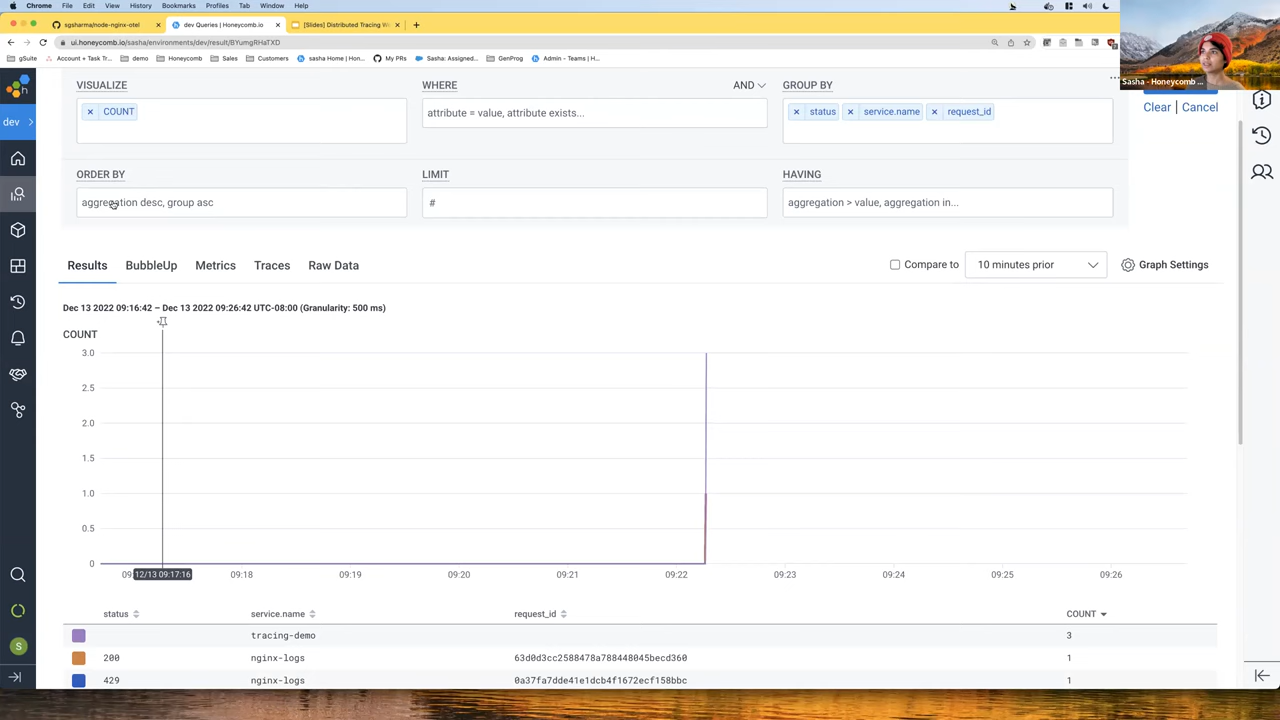 Chrome File Edit View History Bookmarks Profiles Tab Window Help
sgsharma/node-nginx-otel
dev Queries | Honeycomb.io
[Slides] Distributed Tracing W
ui.honeycomb.io/sasha/environments/dev/result/BYumgRHaTXD
gSuite Account + Task Tr... demo Honeycomb Sales Customers sasha Home | Hon... My PRs Sasha: Assigned... GenProg Admin - Teams | H...
Sasha - Honeycomb ...
dev
VISUALIZE WHERE AND GROUP BY
COUNT attribute = value, attribute exists... status service.name request_id
Clear | Cancel
ORDER BY LIMIT HAVING
aggregation desc, group asc # aggregation > value, aggregation in...
Results BubbleUp Metrics Traces Raw Data Compare to 10 minutes prior Graph Settings
Dec 13 2022 09:16:42 – Dec 13 2022 09:26:42 UTC-08:00 (Granularity: 500 ms)
COUNT
3.0
2.5
2.0
1.5
1.0
0.5
0
09: 12/13 09:17:16 09:18 09:19 09:20 09:21 09:22 09:23 09:24 09:25 09:26
status service.name request_id COUNT
tracing-demo 3
200 nginx-logs 63d0d3cc2588478a788448045becd360 1
429 nginx-logs 0a37fa7dde41e1dcb4f1672ecf158bbc 1
S